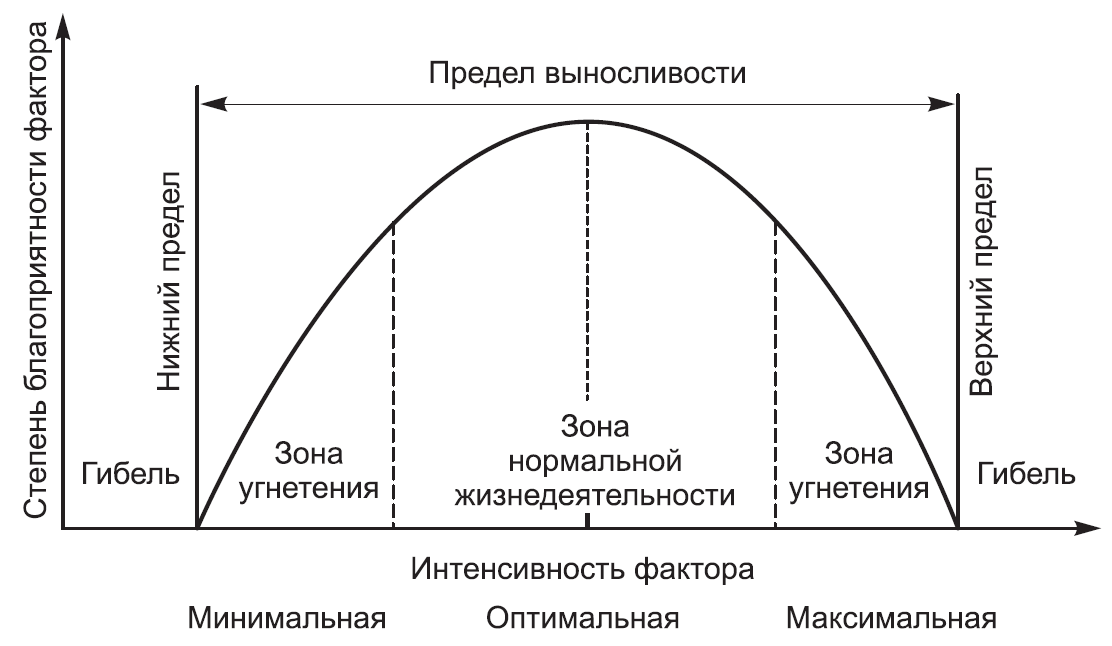 Степень благоприятности фактора
Предел выносливости
Нижний предел
Верхний предел
Гибель
Зона
угнетения
Зона
нормальной
жизнедеятельности
Зона
угнетения
Гибель
Интенсивность фактора
Минимальная Оптимальная Максимальная